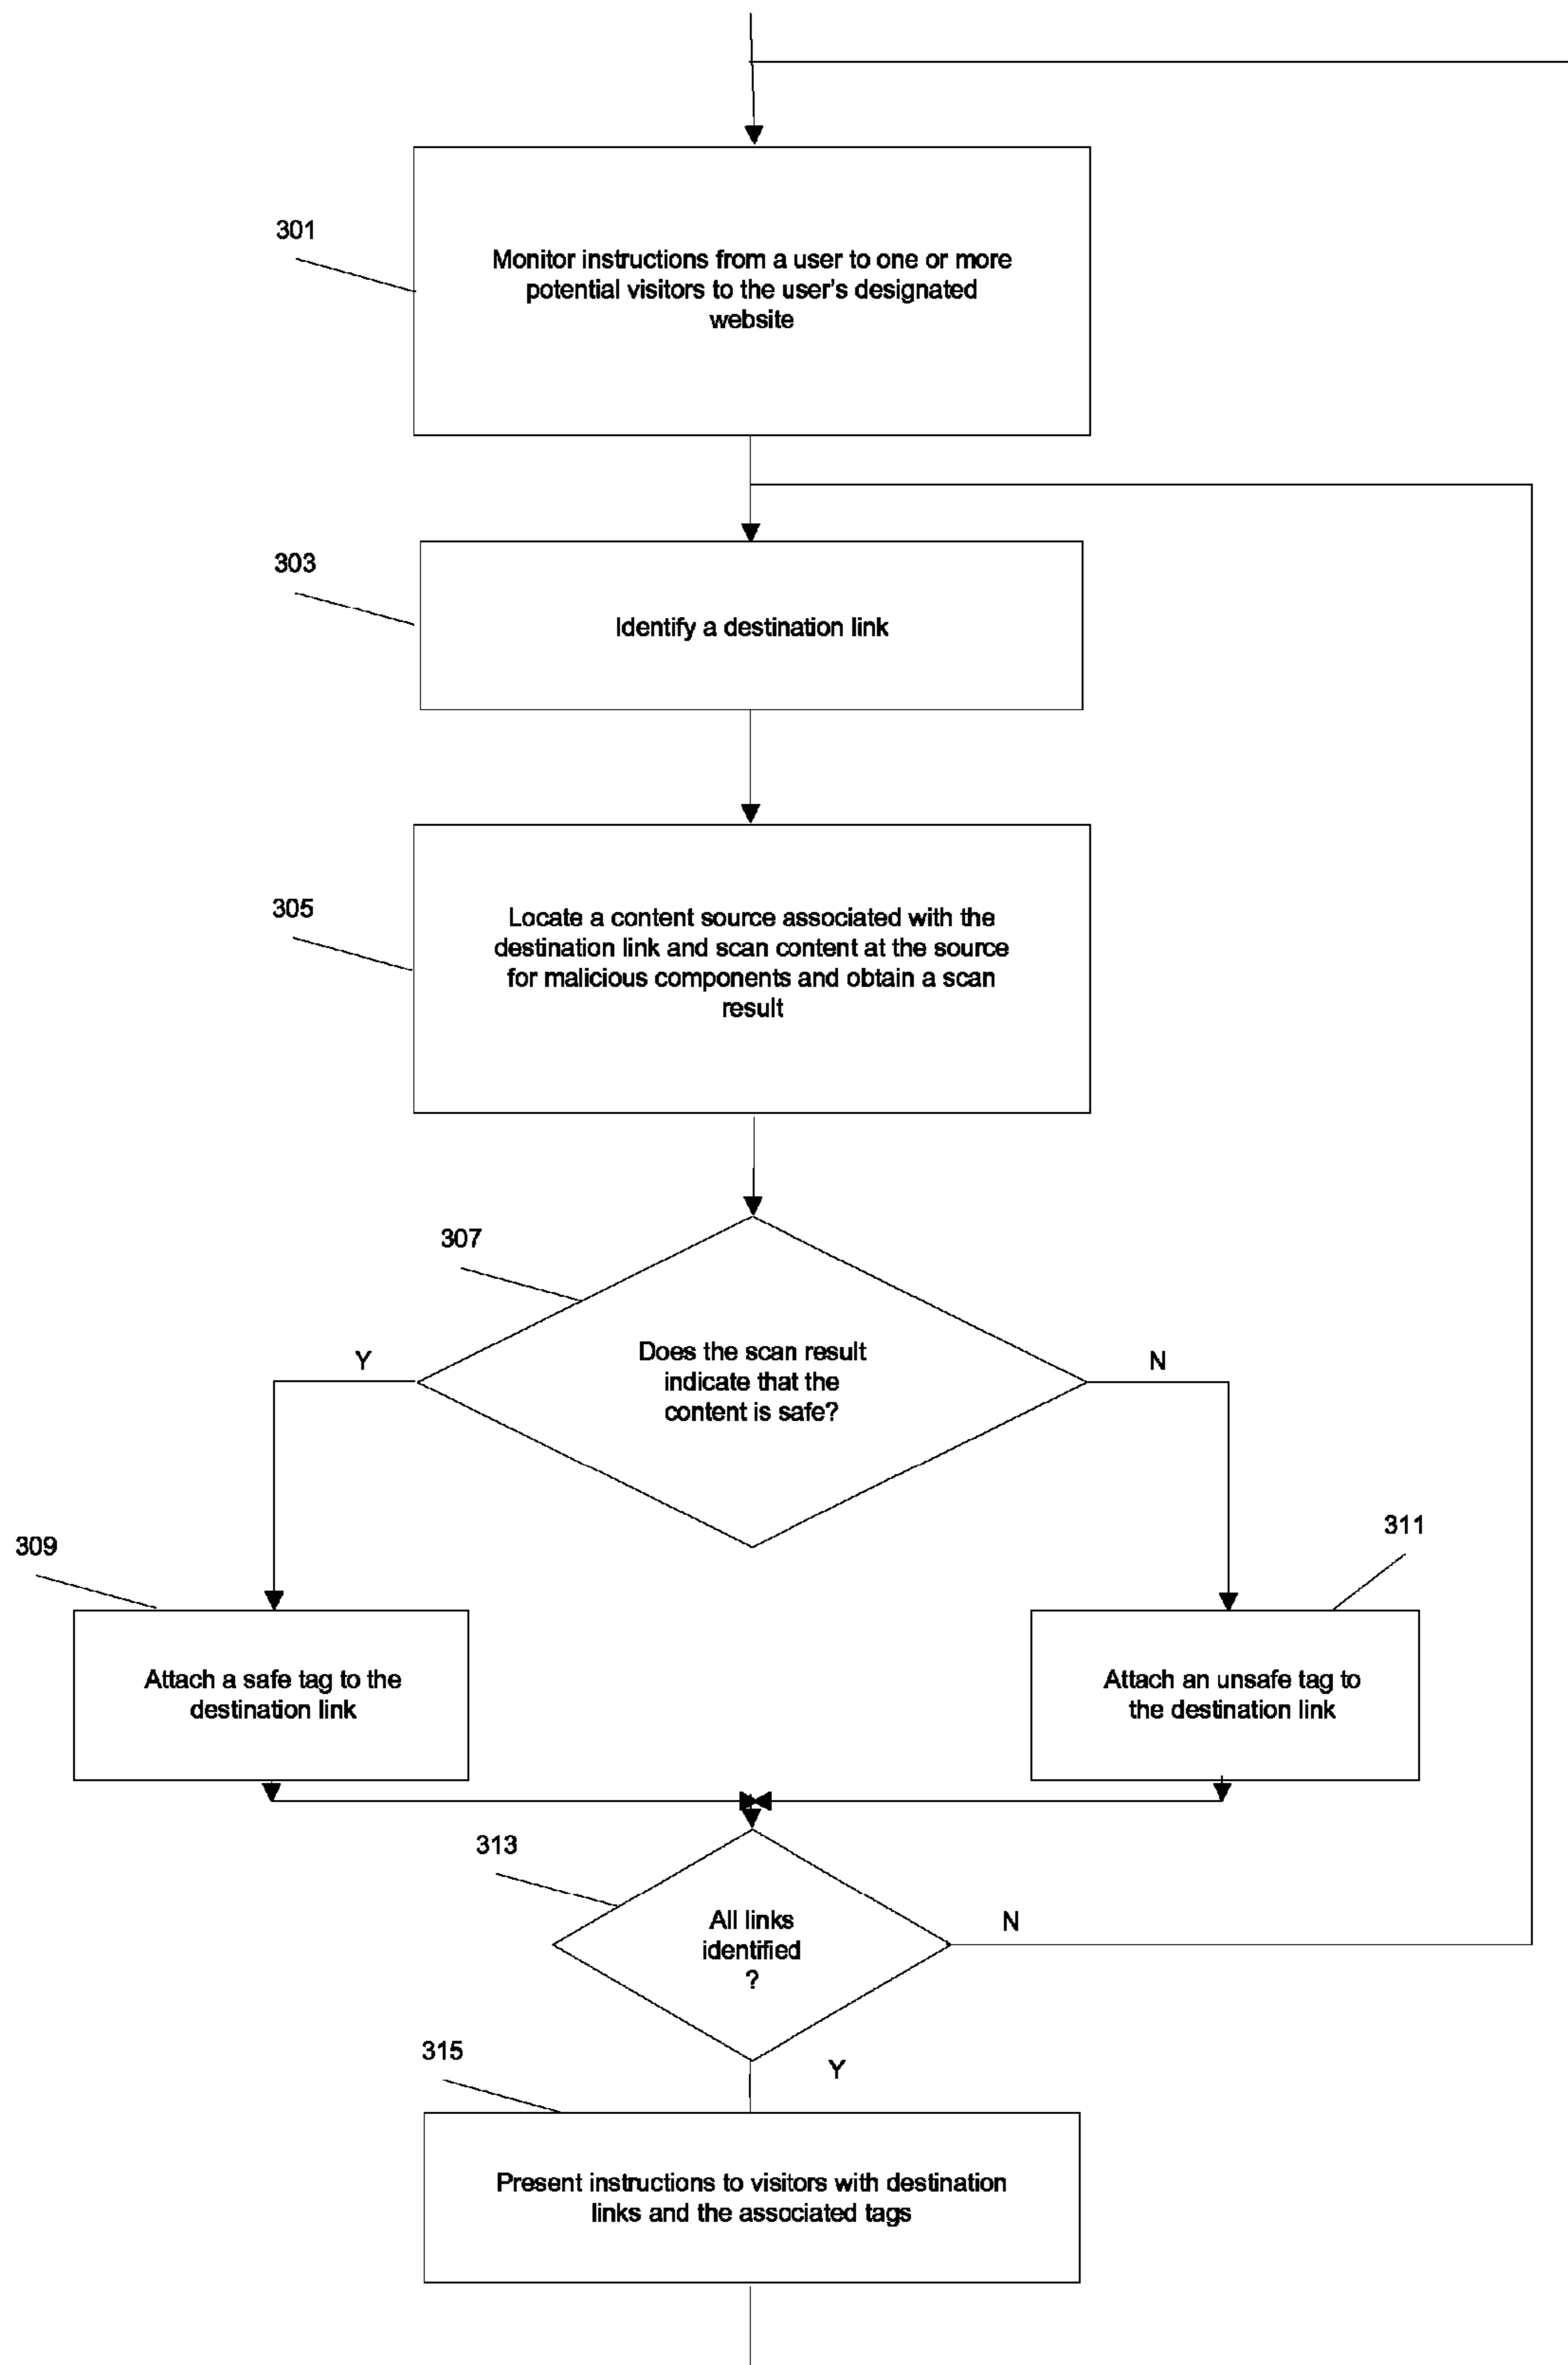 301
Monitor instructions from a user to one or more
potential visitors to the user's designated
website
303
Identify a destination link
305
Locate a content source associated with the
destination link and scan content at the source
for malicious components and obtain a scan
result
307
Y
Does the scan result
indicate that the
content is safe?
N
309
311
Attach a safe tag to the
destination link
Attach an unsafe tag to
the destination link
313
All links
identified
?
N
315
Y
Present instructions to visitors with destination
links and the associated tags